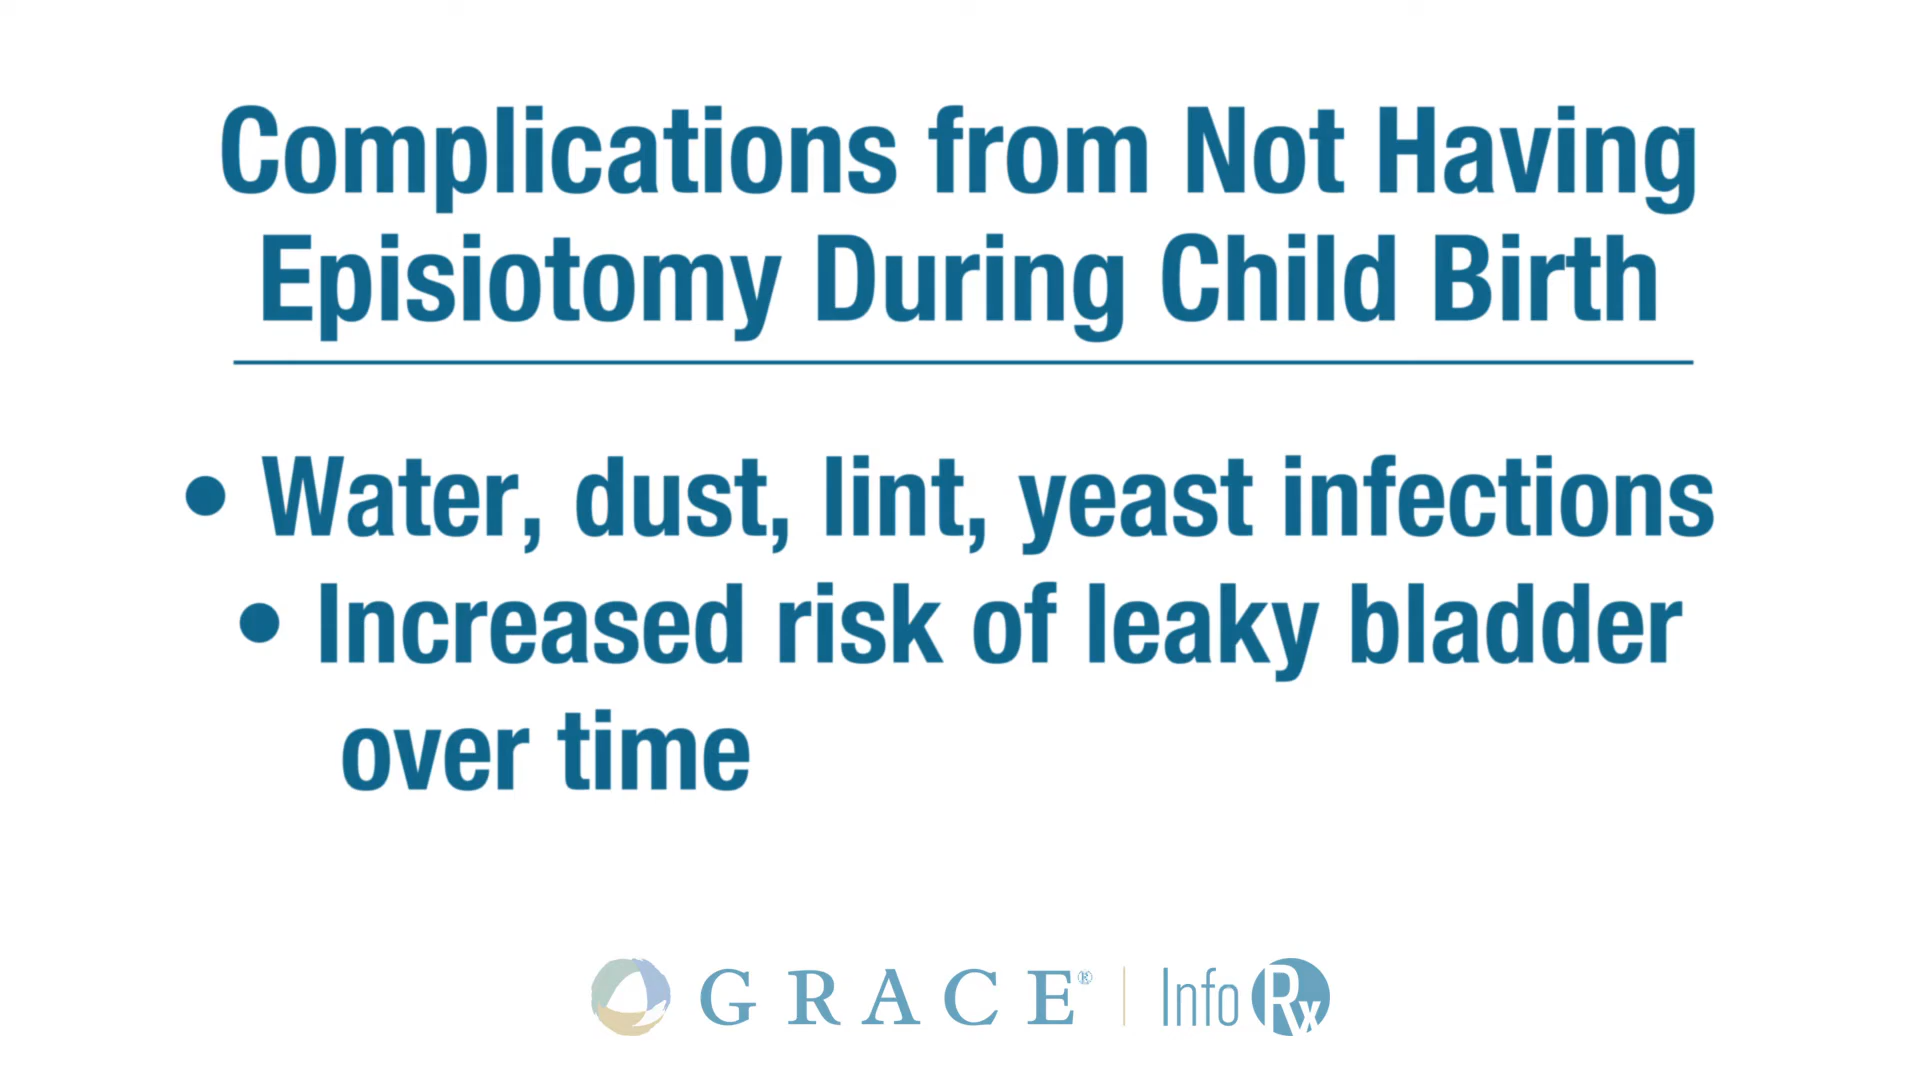 Complications from Not Having
Episiotomy During Child Birth
• Water, dust, lint, yeast infections
• Increased risk of leaky bladder
over time
GRACE® | Info Rx